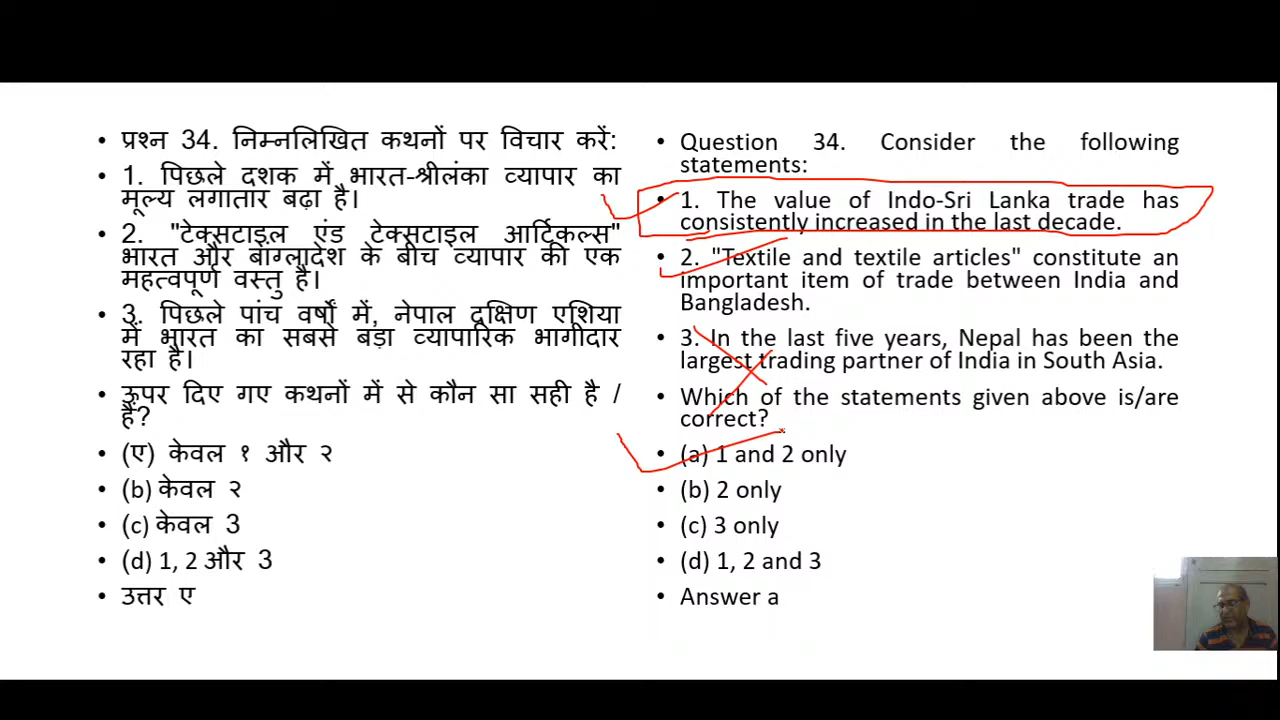 प्रश्न 34. निम्नलिखित कथनों पर विचार करें:
1. पिछले दशक में भारत-श्रीलंका व्यापार का
मूल्य लगातार बढ़ा है।
2. "टेक्सटाइल एंड टेक्सटाइल आर्टिकल्स"
भारत और बांग्लादेश के बीच व्यापार की एक
महत्वपूर्ण वस्तु है।
3. पिछले पांच वर्षों में, नेपाल दक्षिण एशिया
में भारत का सबसे बड़ा व्यापारिक भागीदार
रहा है।
ऊपर दिए गए कथनों में से कौन सा सही है /
हैं?
(ए) केवल १ और २
(b) केवल २
(c) केवल 3
(d) 1, 2 और 3
उत्तर ए
Question 34. Consider the following
statements:
1. The value of Indo-Sri Lanka trade has
consistently increased in the last decade.
2. "Textile and textile articles" constitute an
important item of trade between India and
Bangladesh.
3. In the last five years, Nepal has been the
largest trading partner of India in South Asia.
Which of the statements given above is/are
correct?
(a) 1 and 2 only
(b) 2 only
(c) 3 only
(d) 1, 2 and 3
Answer a